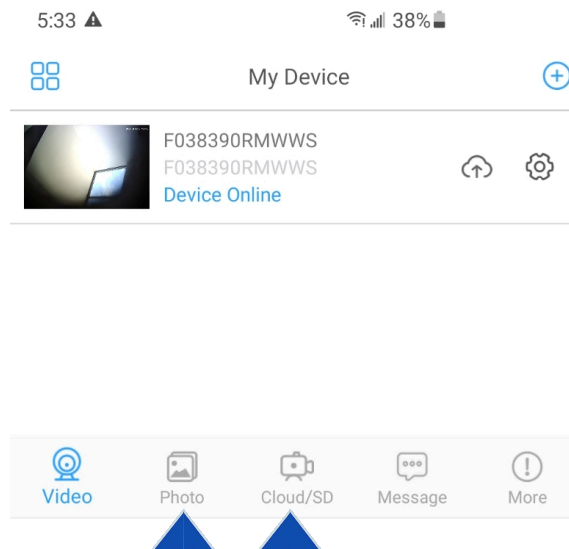 5:33 38%
My Device
F038390RMWWS
F038390RMWWS
Device Online
Video Photo Cloud/SD Message More